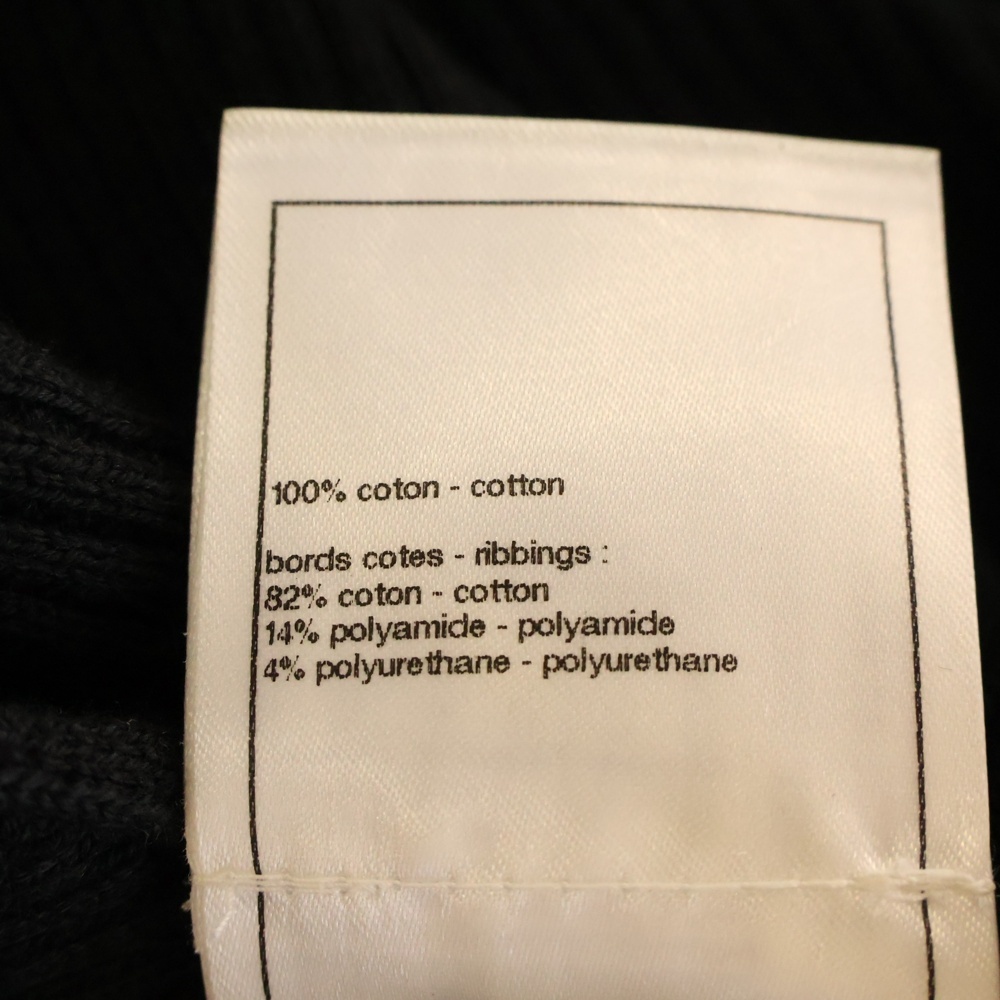 100% coton - cotton
bords cotes - ribbings :
82% coton - cotton
14% polyamide - polyamide
4% polyurethane - polyurethane